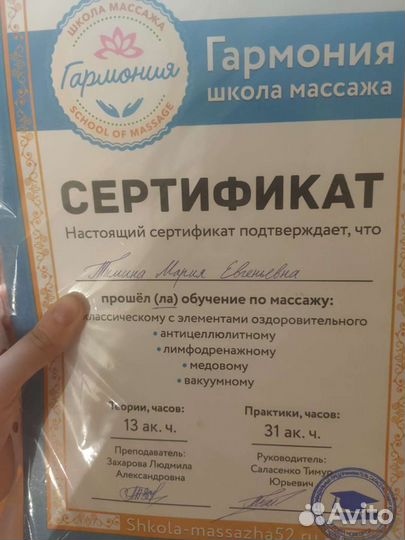 ШКОЛА МАССАЖА
Гармония
SCHOOL OF MASSAGE
Гармония
школа массажа
СЕРТИФИКАТ
Настоящий сертификат подтверждает, что
Мария Евгеньевна
прошёл (ла) обучение по массажу:
классическому с элементами оздоровительного
• антицеллюлитному
• лимфодренажному
• медовому
• вакуумному
Теории, часов:
13 ак. ч.
Практики, часов:
31 ак. ч.
Преподаватель:
Захарова Людмила
Александровна
Руководитель:
Саласенко Тимур
Юрьевич
Shkola-massazha52.ru
Avito